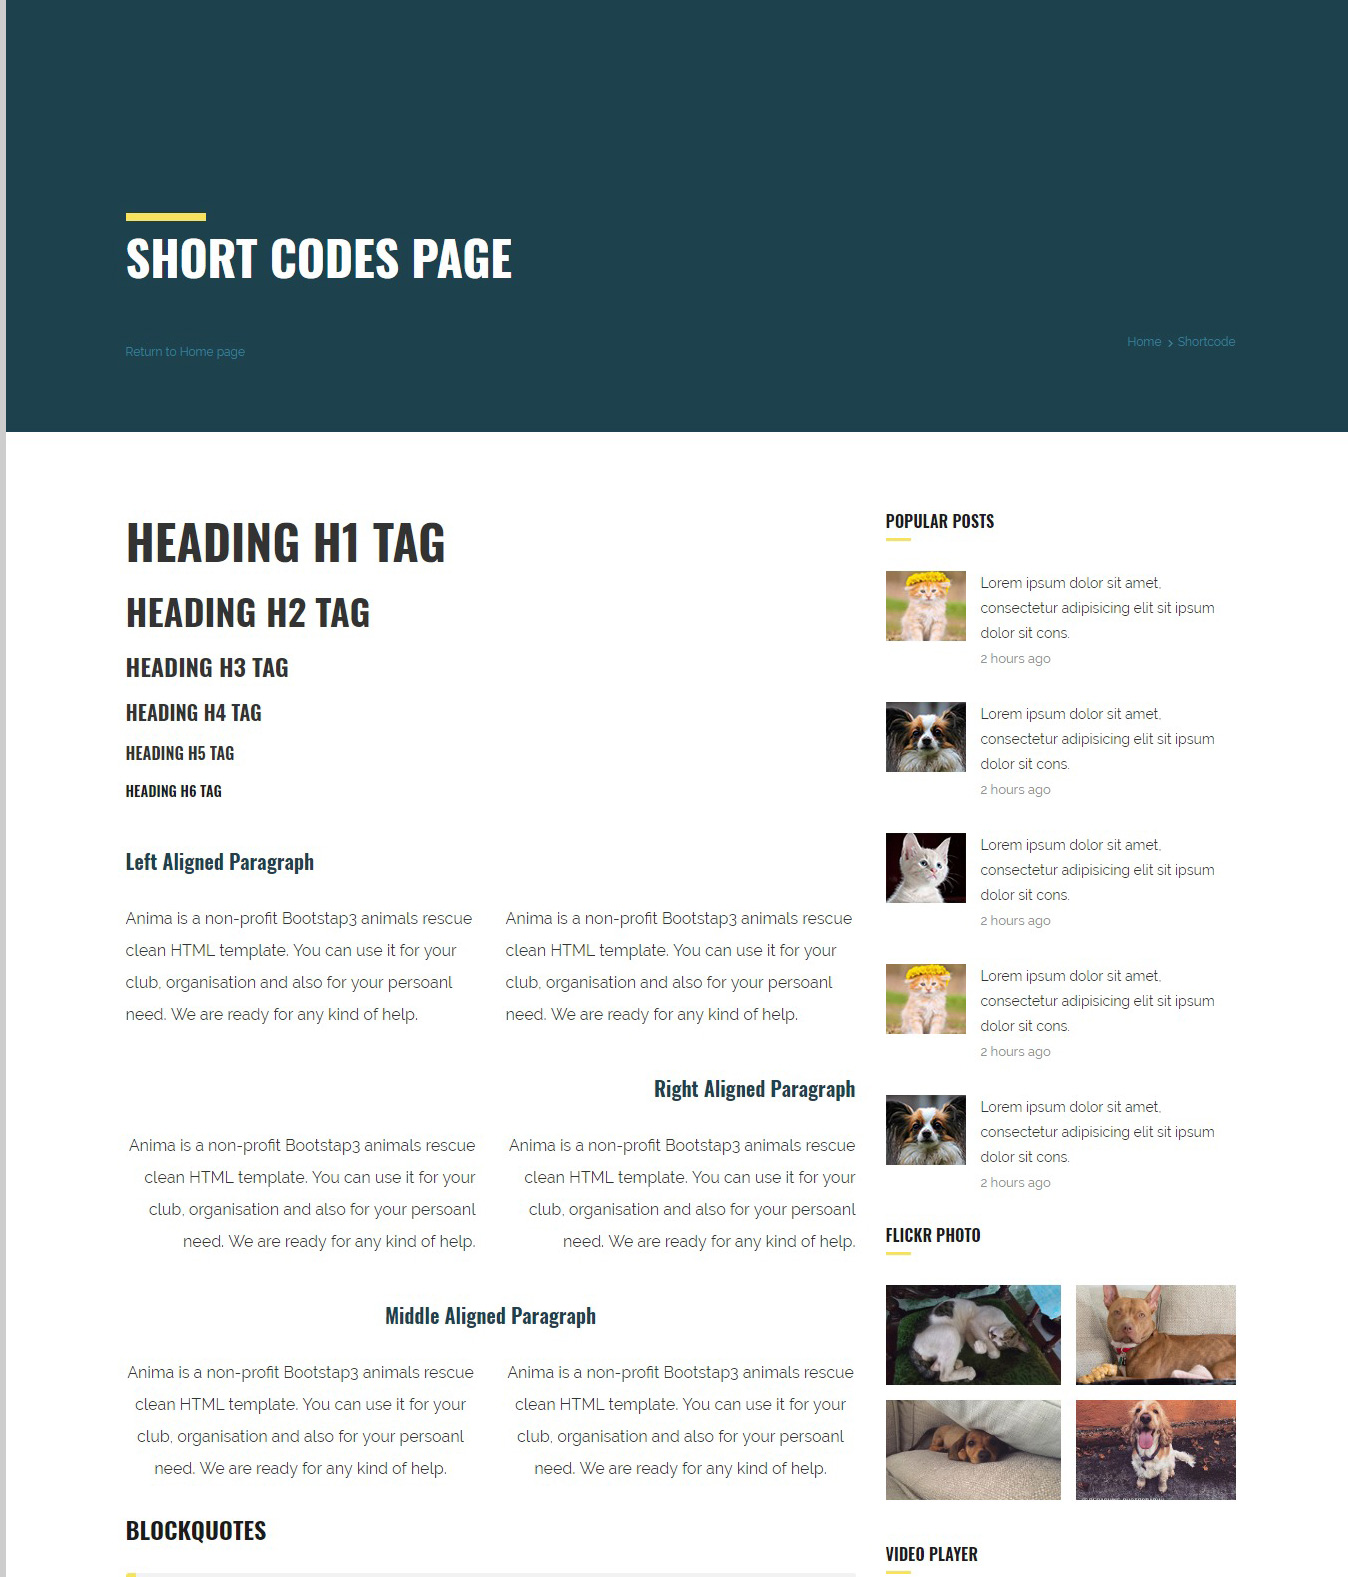 SHORT CODES PAGE
Return to Home page
Home › Shortcode
HEADING H1 TAG
HEADING H2 TAG
HEADING H3 TAG
HEADING H4 TAG
HEADING H5 TAG
HEADING H6 TAG
Left Aligned Paragraph
Anima is a non-profit Bootstap3 animals rescue
clean HTML template. You can use it for your
club, organisation and also for your persoanl
need. We are ready for any kind of help.
Anima is a non-profit Bootstap3 animals rescue
clean HTML template. You can use it for your
club, organisation and also for your persoanl
need. We are ready for any kind of help.
Right Aligned Paragraph
Anima is a non-profit Bootstap3 animals rescue
clean HTML template. You can use it for your
club, organisation and also for your persoanl
need. We are ready for any kind of help.
Anima is a non-profit Bootstap3 animals rescue
clean HTML template. You can use it for your
club, organisation and also for your persoanl
need. We are ready for any kind of help.
Middle Aligned Paragraph
Anima is a non-profit Bootstap3 animals rescue
clean HTML template. You can use it for your
club, organisation and also for your persoanl
need. We are ready for any kind of help.
Anima is a non-profit Bootstap3 animals rescue
clean HTML template. You can use it for your
club, organisation and also for your persoanl
need. We are ready for any kind of help.
BLOCKQUOTES
POPULAR POSTS
Lorem ipsum dolor sit amet,
consectetur adipisicing elit sit ipsum
dolor sit cons.
2 hours ago
Lorem ipsum dolor sit amet,
consectetur adipisicing elit sit ipsum
dolor sit cons.
2 hours ago
Lorem ipsum dolor sit amet,
consectetur adipisicing elit sit ipsum
dolor sit cons.
2 hours ago
Lorem ipsum dolor sit amet,
consectetur adipisicing elit sit ipsum
dolor sit cons.
2 hours ago
Lorem ipsum dolor sit amet,
consectetur adipisicing elit sit ipsum
dolor sit cons.
2 hours ago
FLICKR PHOTO
VIDEO PLAYER